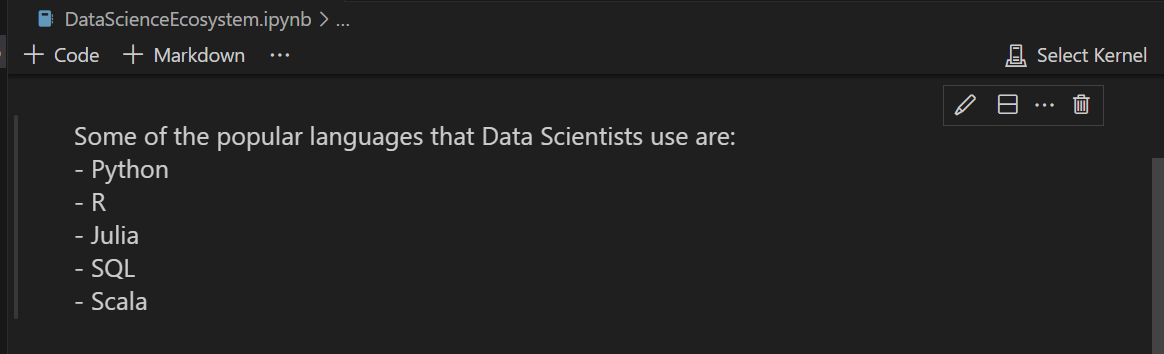 DataScienceEcosystem.ipynb > ...
+ Code + Markdown ... Select Kernel
Some of the popular languages that Data Scientists use are:
- Python
- R
- Julia
- SQL
- Scala